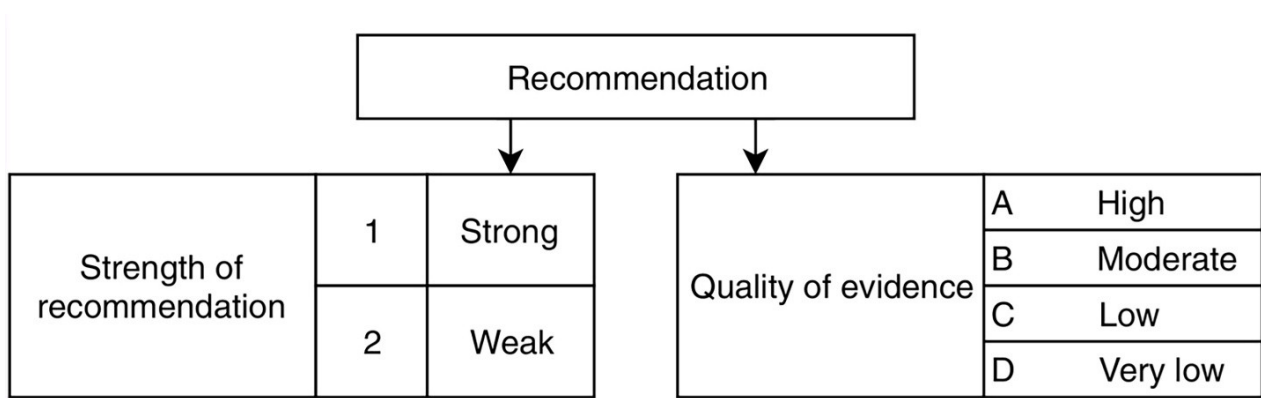 Recommendation
Strength of
recommendation
1 Strong
2 Weak
Quality of evidence
A High
B Moderate
C Low
D Very low